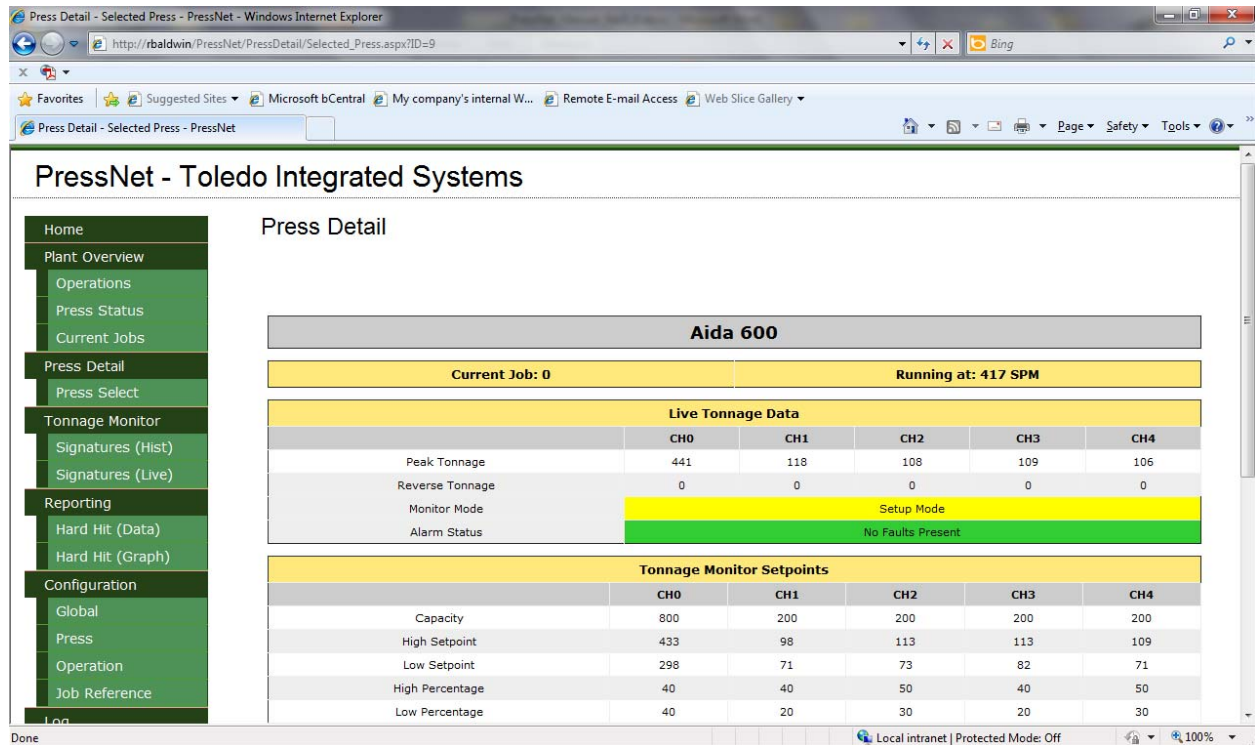 Press Detail - Selected Press - PressNet - Windows Internet Explorer
http://rbaldwin/PressNet/PressDetail/Selected_Press.aspx?ID=9
Bing
Favorites Suggested Sites Microsoft bCentral My company's internal W... Remote E-mail Access Web Slice Gallery
Press Detail - Selected Press - PressNet
Page Safety Tools
PressNet - Toledo Integrated Systems
Home
Plant Overview
Operations
Press Status
Current Jobs
Press Detail
Press Select
Tonnage Monitor
Signatures (Hist)
Signatures (Live)
Reporting
Hard Hit (Data)
Hard Hit (Graph)
Configuration
Global
Press
Operation
Job Reference
Log
Press Detail
Aida 600
Current Job: 0 Running at: 417 SPM
Live Tonnage Data
CH0 CH1 CH2 CH3 CH4
Peak Tonnage 441 118 108 109 106
Reverse Tonnage 0 0 0 0 0
Monitor Mode Setup Mode
Alarm Status No Faults Present
Tonnage Monitor Setpoints
CH0 CH1 CH2 CH3 CH4
Capacity 800 200 200 200 200
High Setpoint 433 98 113 113 109
Low Setpoint 298 71 73 82 71
High Percentage 40 40 50 40 50
Low Percentage 40 20 30 20 30
Done Local intranet | Protected Mode: Off 100%